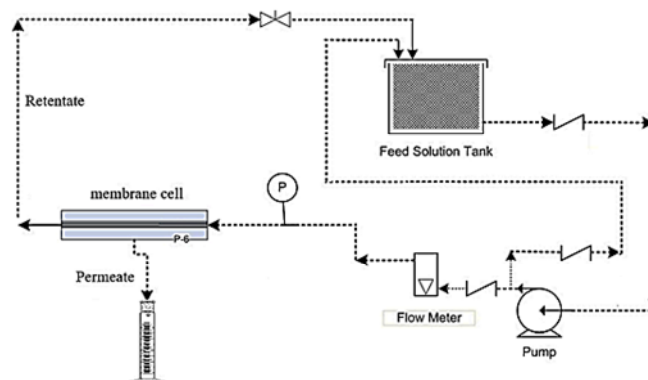 Retentate
Feed Solution Tank
membrane cell
P
P-6
Permeate
Flow Meter
Pump